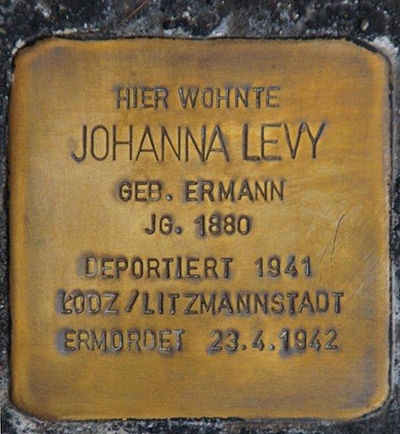 HIER WOHNTE
JOHANNA LEVY
GEB. ERMANN
JG. 1880
DEPORTIERT 1941
ŁODZ/LITZMANNSTADT
ERMORDET 23.4.1942